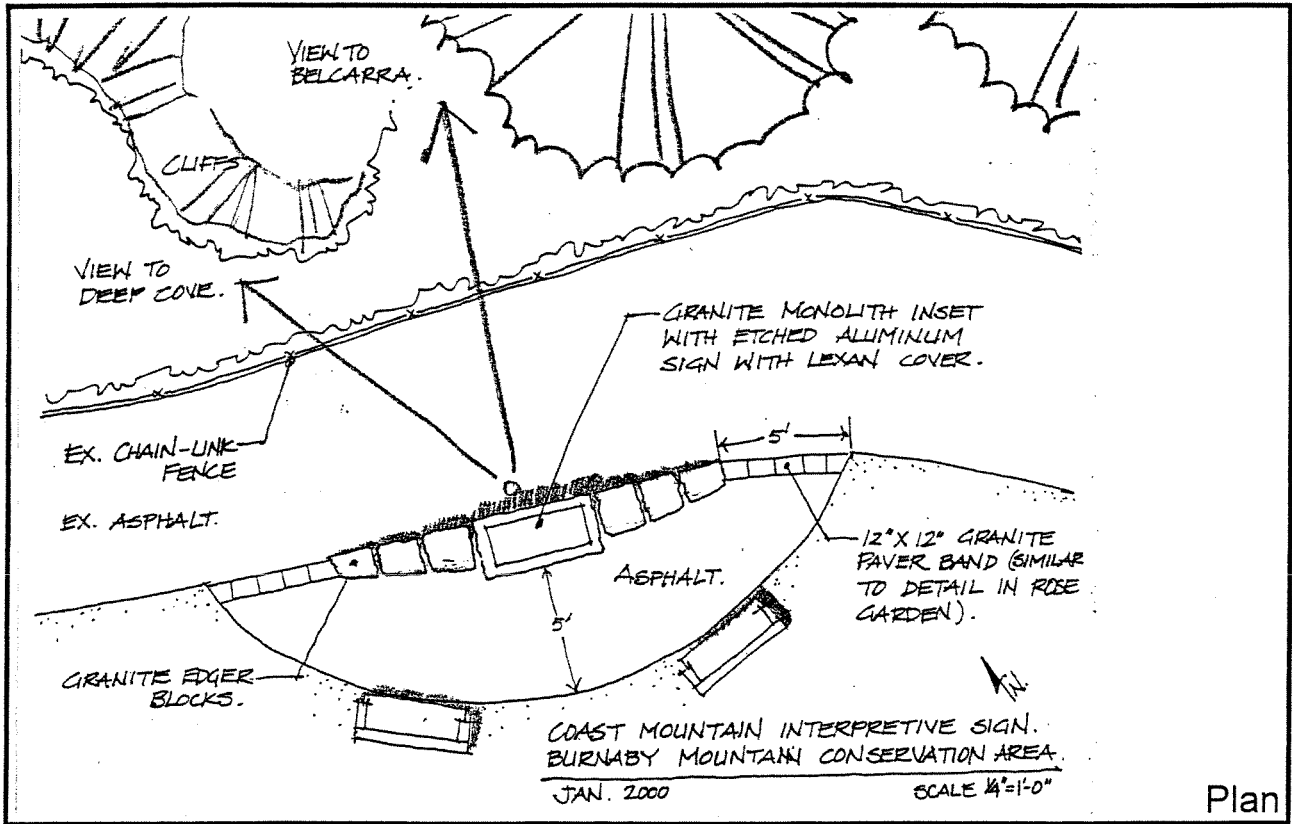 VIEW TO
BELCARRA.
CLIFFS
VIEW TO
DEEP COVE.
GRANITE MONOLITH INSET
WITH ETCHED ALUMINUM
SIGN WITH LEXAN COVER.
EX. CHAIN-LINK
FENCE
5'
EX. ASPHALT.
12" X 12" GRANITE
PAVER BAND (SIMILAR
TO DETAIL IN ROSE
GARDEN).
ASPHALT.
5'
GRANITE EDGER
BLOCKS.
N.
COAST MOUNTAIN INTERPRETIVE SIGN.
BURNABY MOUNTAIN CONSERVATION AREA.
JAN. 2000 SCALE ¼"=1'-0"
Plan